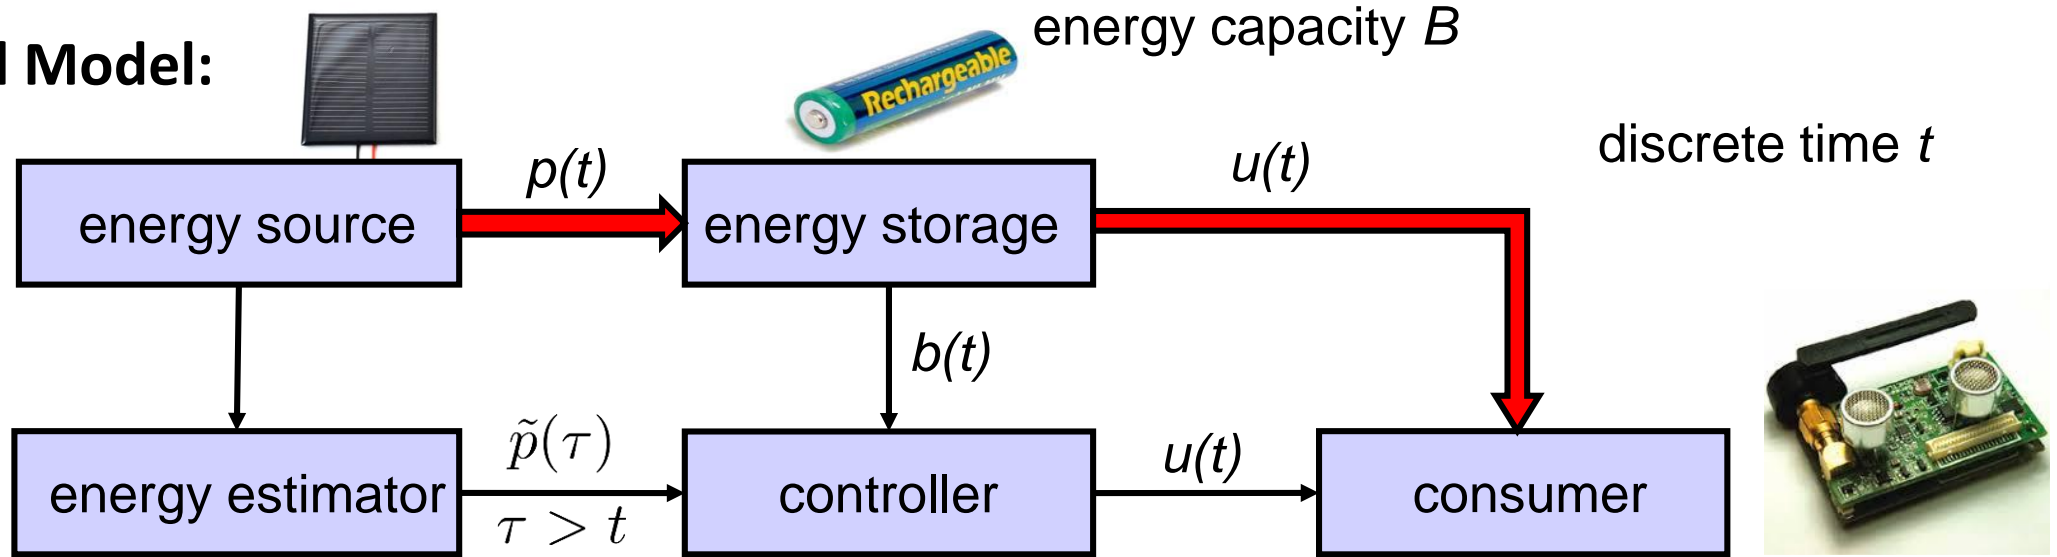 l Model:
energy capacity B
Rechargeable
discrete time t
p(t)
u(t)
energy source
energy storage
b(t)
p̃(τ)
u(t)
energy estimator
controller
consumer
τ > t